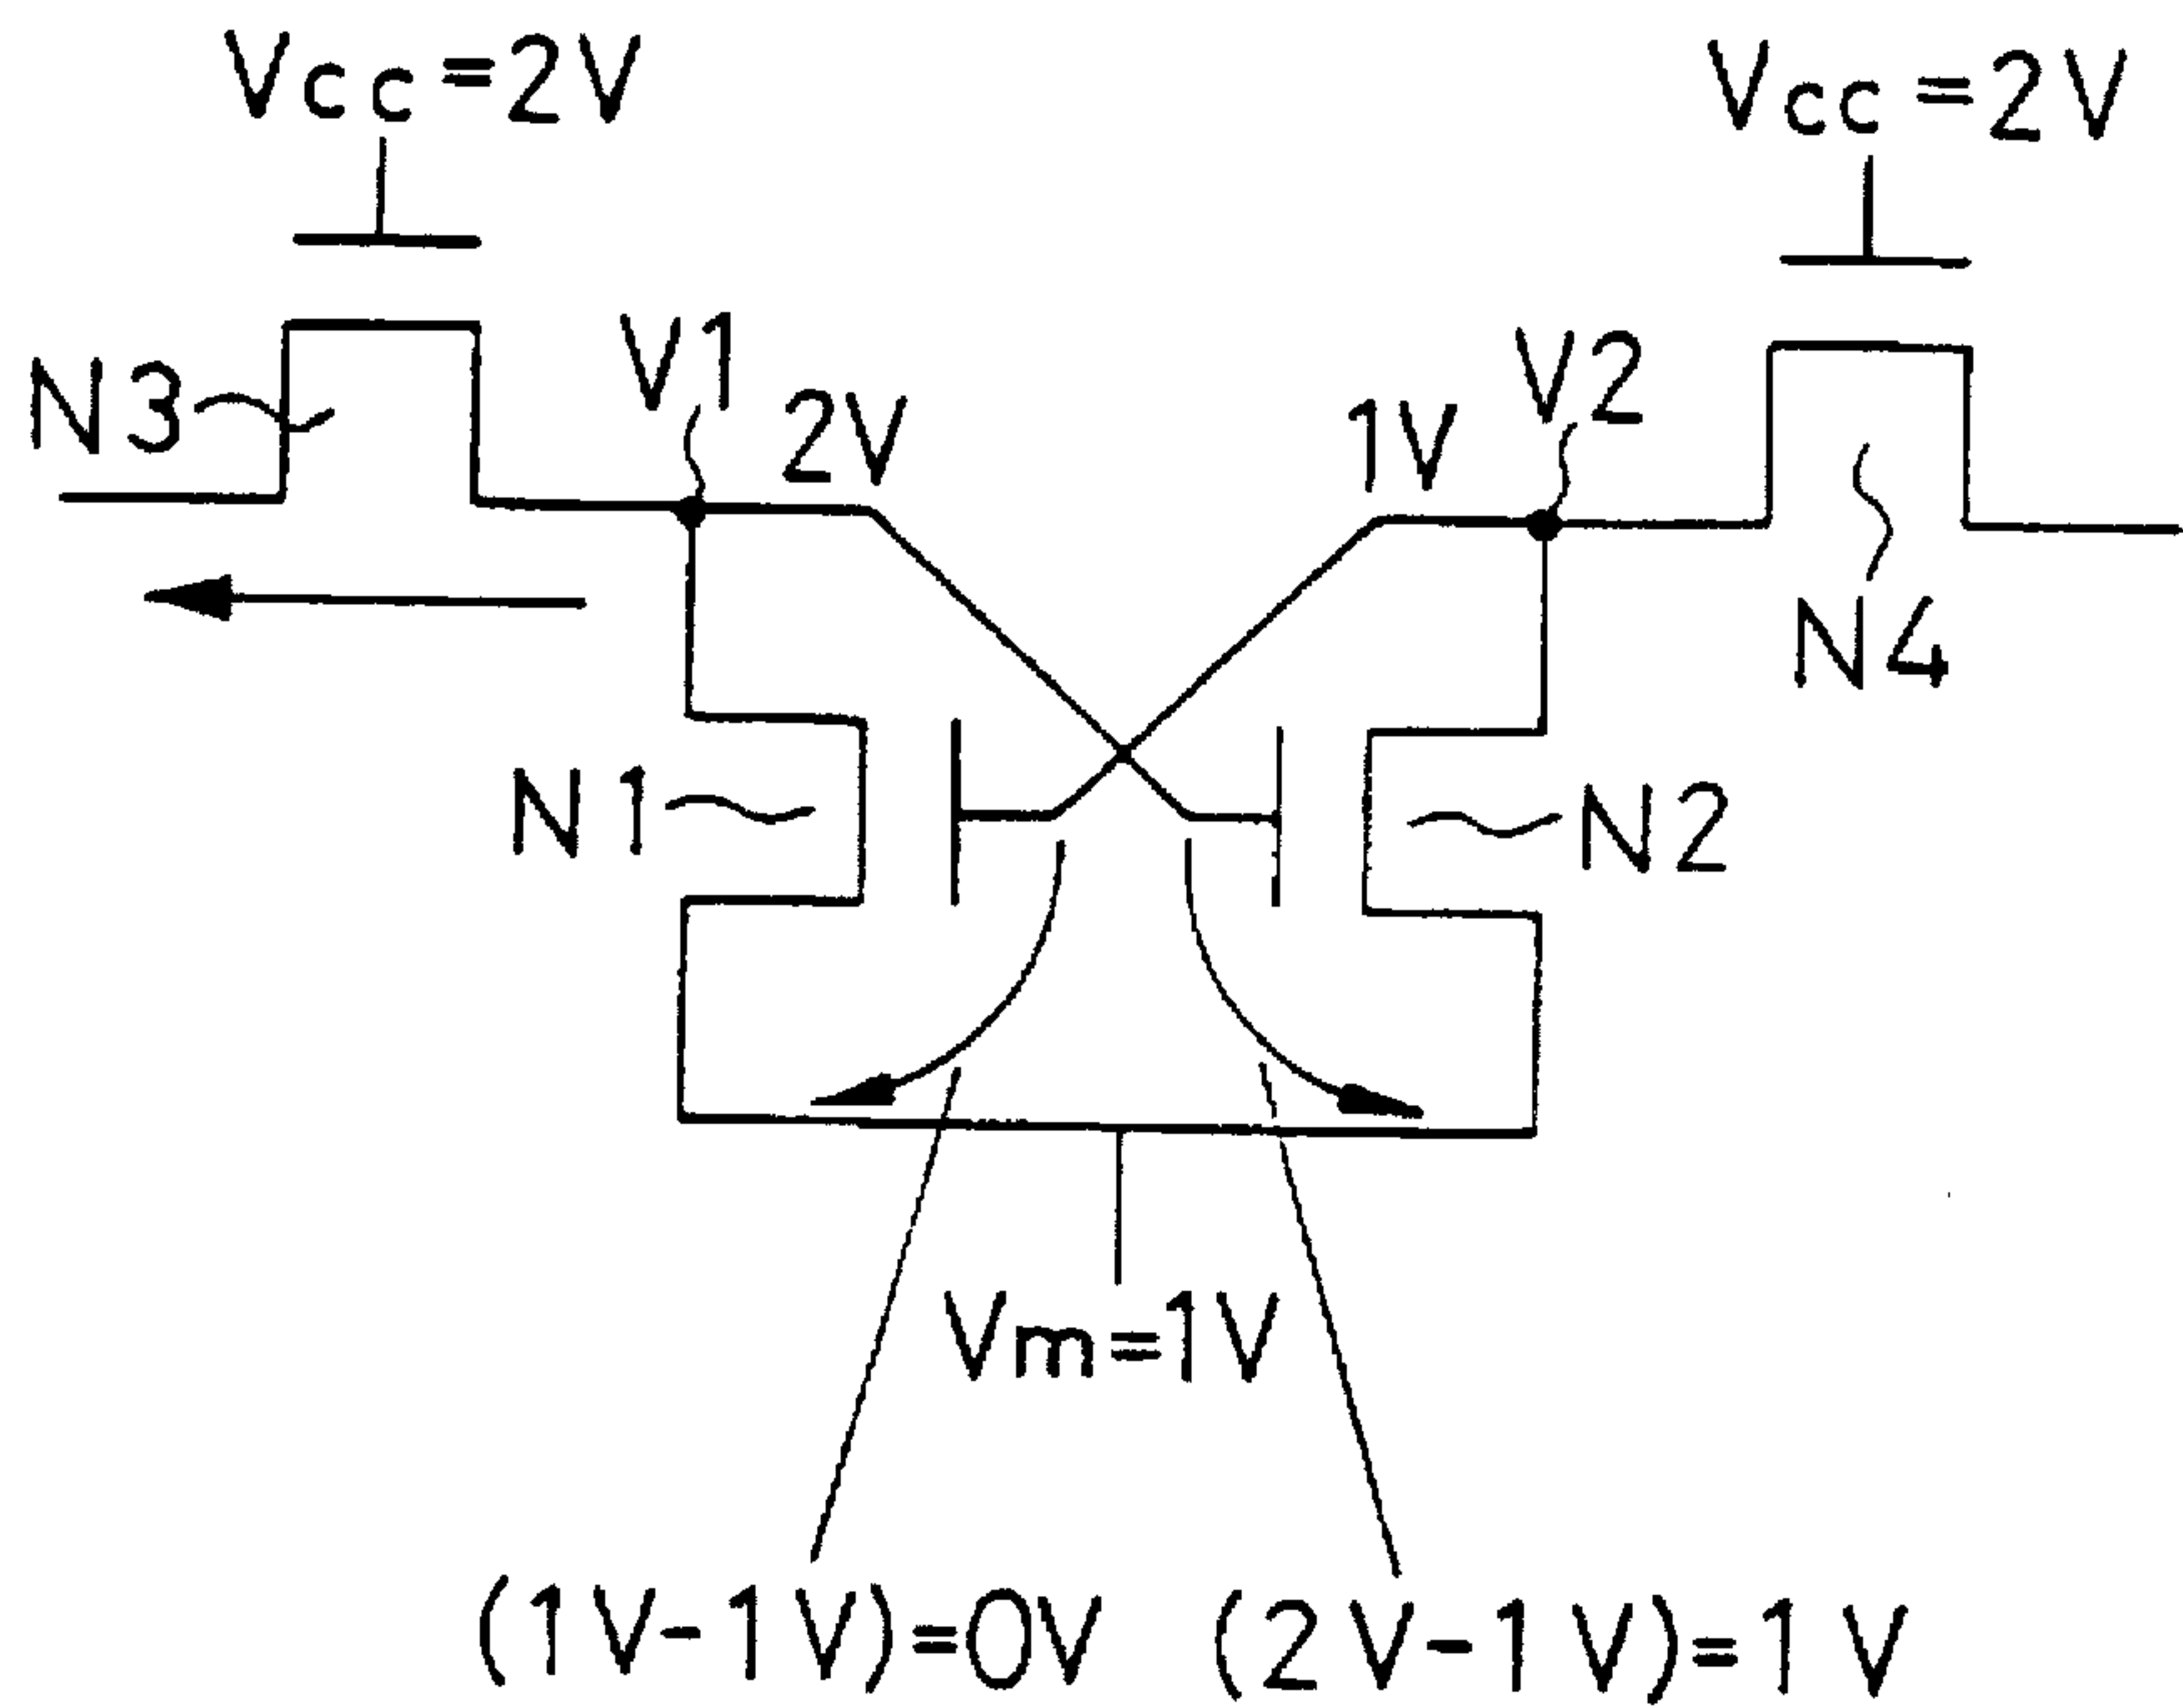 Vcc=2V
Vcc=2V
N3
V1
2V
1V
V2
N4
N1
N2
Vm=1V
(1V-1V)=0V
(2V-1V)=1V